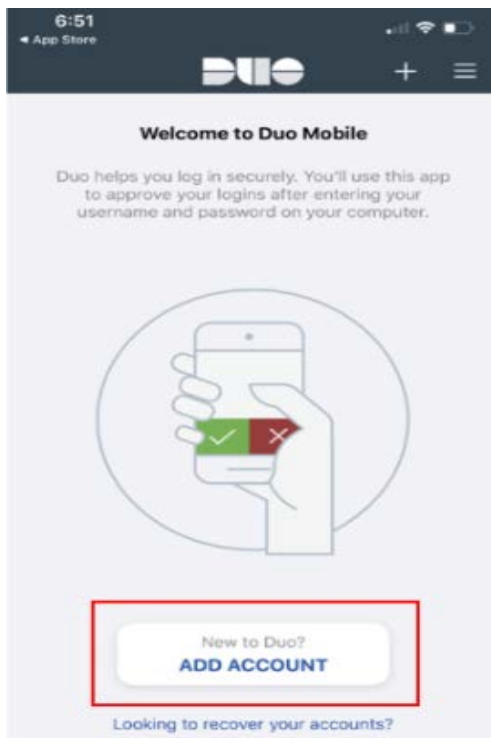 6:51
◀ App Store
DUO
Welcome to Duo Mobile
Duo helps you log in securely. You'll use this app
to approve your logins after entering your
username and password on your computer.
New to Duo?
ADD ACCOUNT
Looking to recover your accounts?